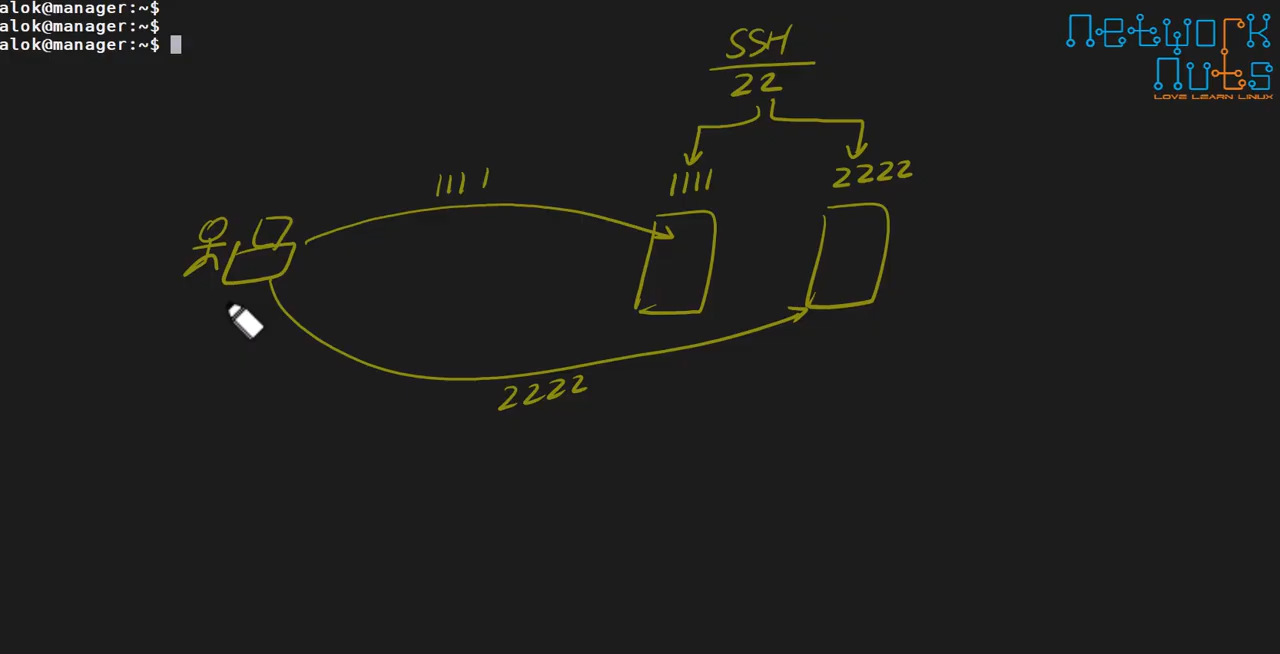 alok@manager:~$
alok@manager:~$
alok@manager:~$
NETWORK
NUTS
LOVE LEARN LINUX
SSH
22
1111
1111
2222
2222